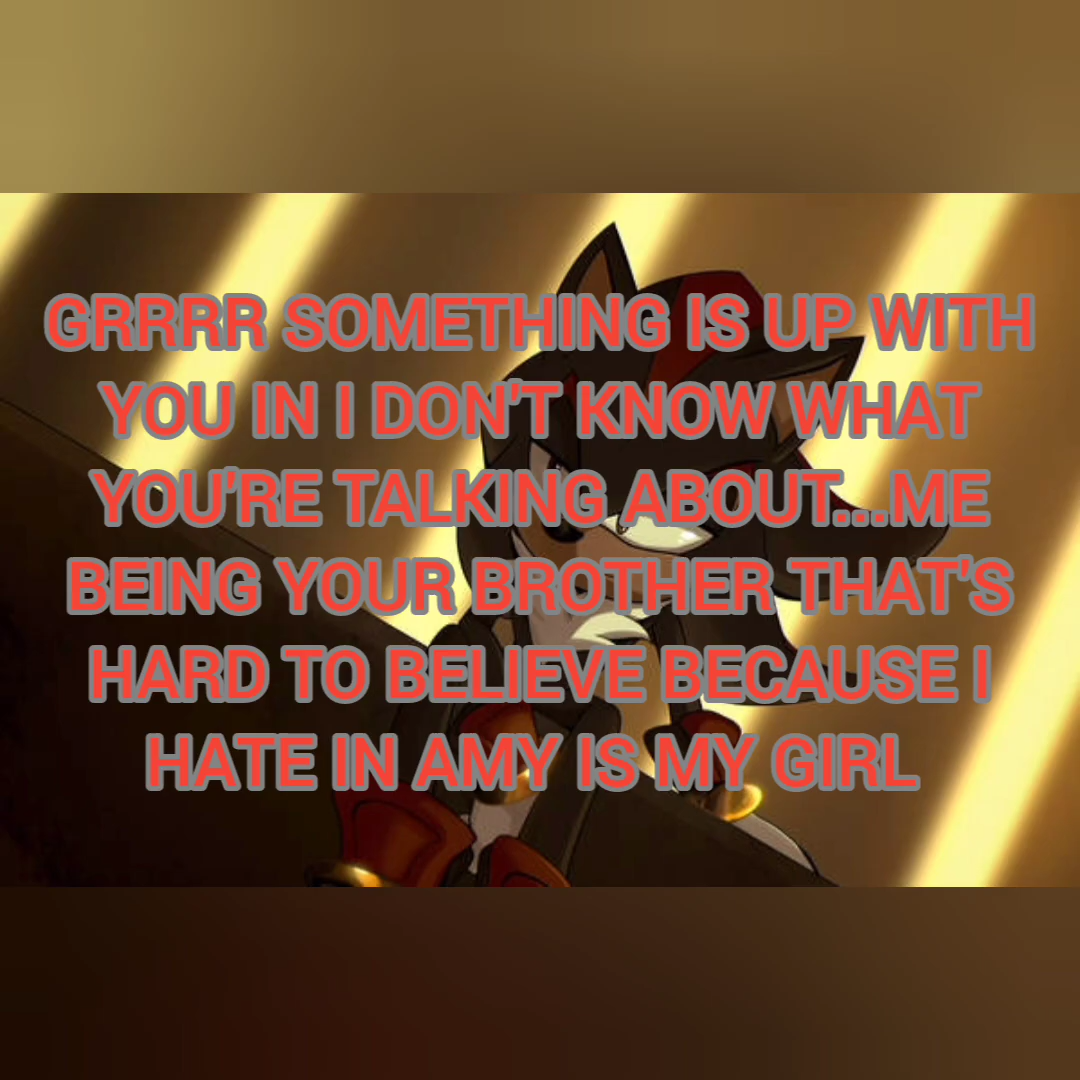 GRRRR SOMETHING IS UP WITH
YOU IN I DON'T KNOW WHAT
YOU'RE TALKING ABOUT...ME
BEING YOUR BROTHER THAT'S
HARD TO BELIEVE BECAUSE I
HATE IN AMY IS MY GIRL